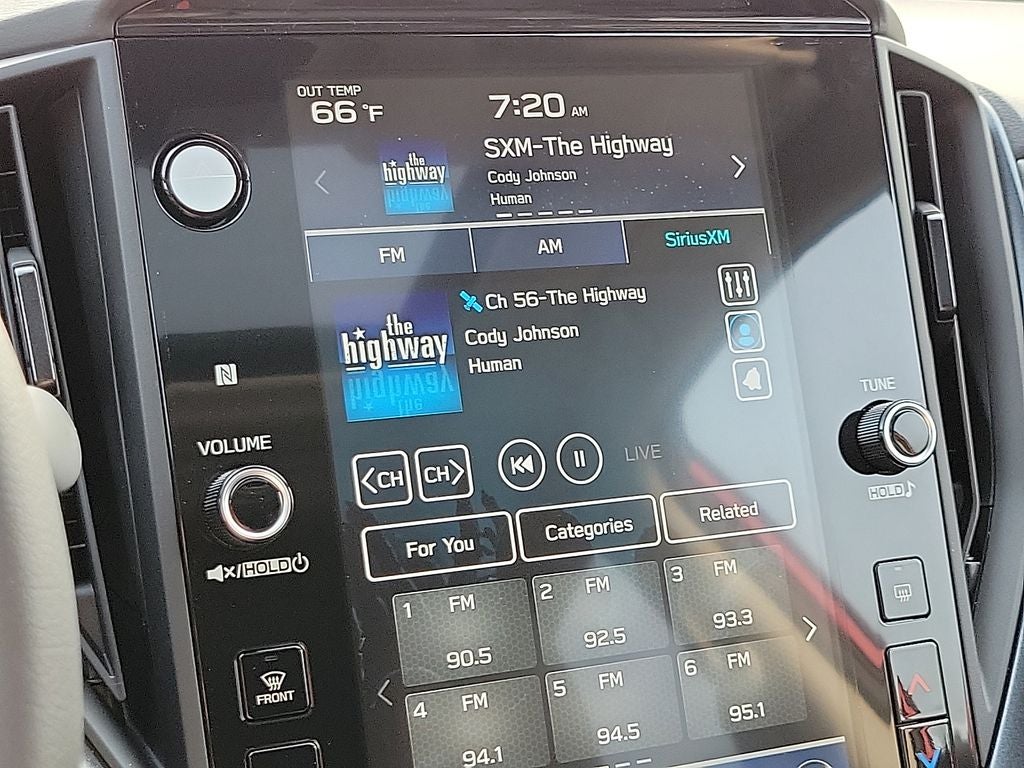 OUT TEMP
66 °F
7:20 AM
the
highway
SXM-The Highway
Cody Johnson
Human
FM
AM
SiriusXM
the
highway
Ch 56-The Highway
Cody Johnson
Human
N
VOLUME
TUNE
<CH
CH>
LIVE
HOLD♪
/HOLD
For You
Categories
Related
1 FM
90.5
2 FM
92.5
3 FM
93.3
FRONT
4 FM
94.1
5 FM
94.5
6 FM
95.1